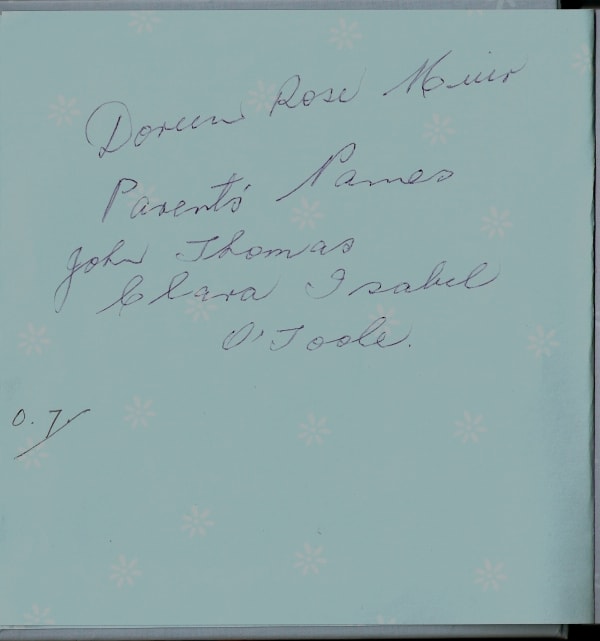 Doreen Rose Muir
Parents' Names
John Thomas
Clara Isabel
O'Toole.
O.T.